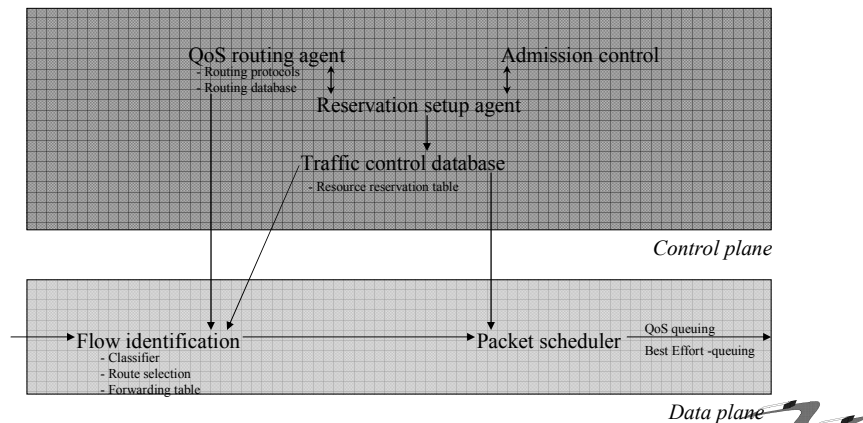 QoS routing agent
- Routing protocols
- Routing database
Admission control
Reservation setup agent
Traffic control database
- Resource reservation table
Control plane
Flow identification
- Classifier
- Route selection
- Forwarding table
Packet scheduler
QoS queuing
Best Effort -queuing
Data plane